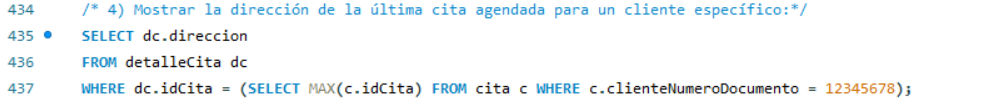 434 /* 4) Mostrar la dirección de la última cita agendada para un cliente específico:*/
435 SELECT dc.direccion
436 FROM detalleCita dc
437 WHERE dc.idCita = (SELECT MAX(c.idCita) FROM cita c WHERE c.clienteNumeroDocumento = 12345678);